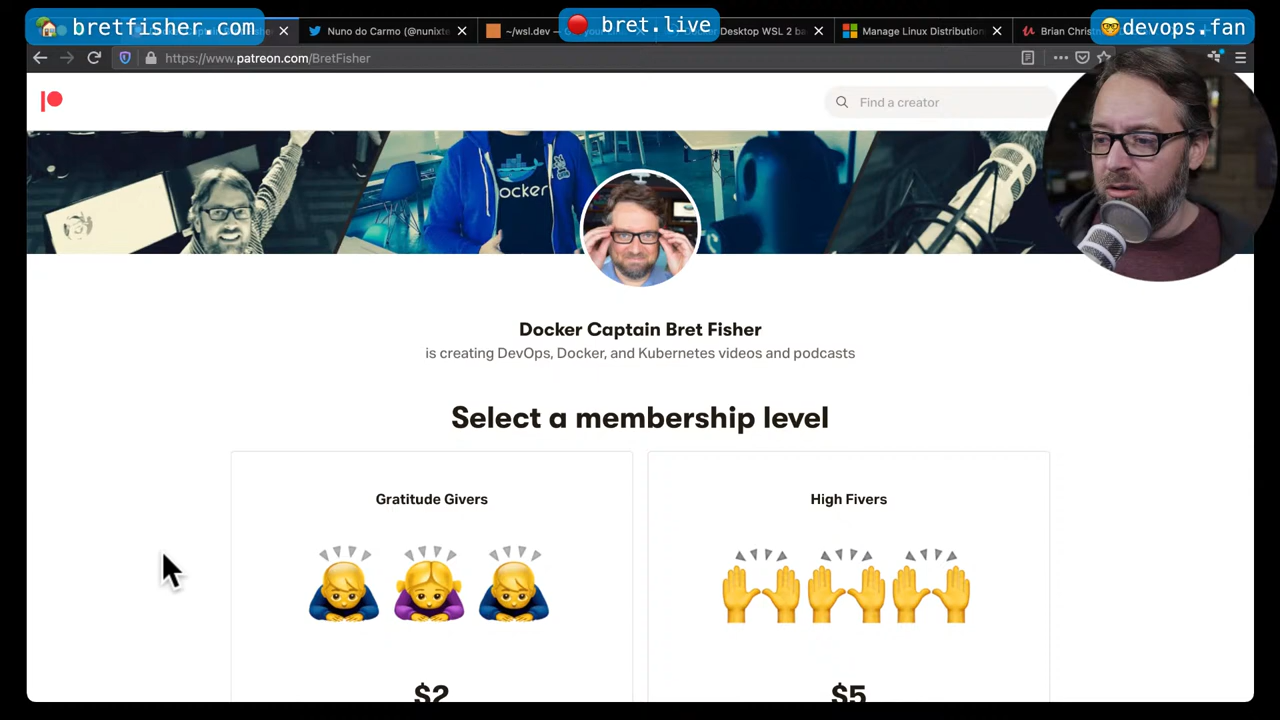 bretfisher.com
bret.live
devops.fan
Nuno do Carmo (@nunixte
~/wsl.dev
Desktop WSL 2 ba
Manage Linux Distribution
Brian Christ
https://www.patreon.com/BretFisher
Find a creator
docker
Docker Captain Bret Fisher
is creating DevOps, Docker, and Kubernetes videos and podcasts
Select a membership level
Gratitude Givers
High Fivers
$2
$5